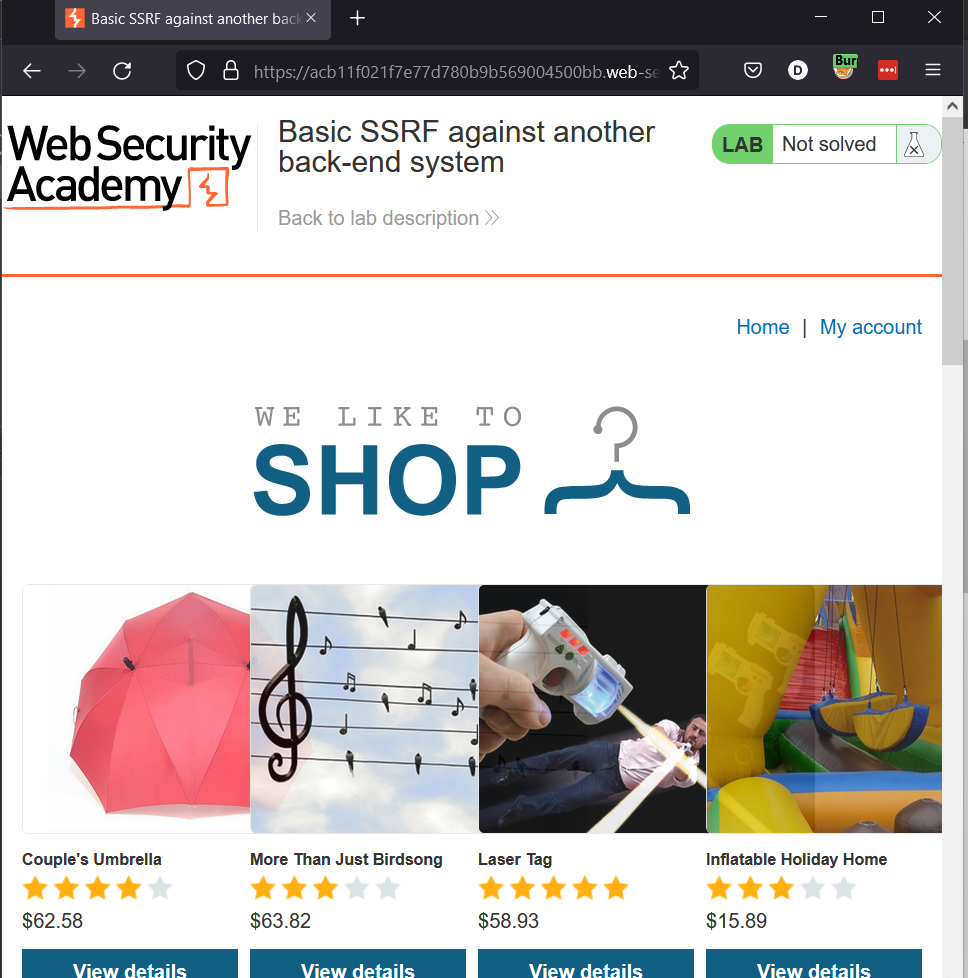 Basic SSRF against another back
https://acb11f021f7e77d780b9b569004500bb.web-se
Bur
D
Web Security
Academy
Basic SSRF against another
back-end system
Back to lab description
LAB Not solved
Home | My account
WE LIKE TO
SHOP
Couple's Umbrella More Than Just Birdsong Laser Tag Inflatable Holiday Home
$62.58 $63.82 $58.93 $15.89
View details View details View details View details